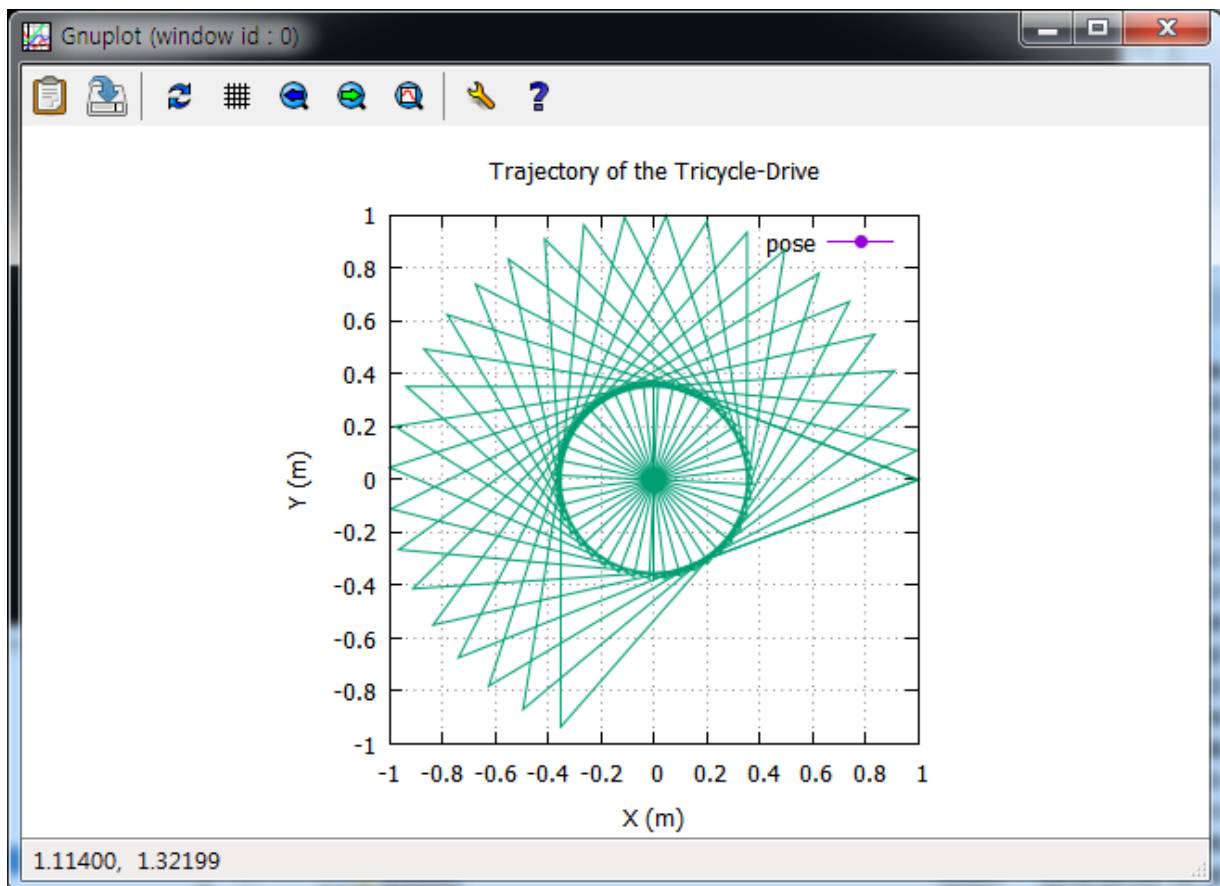 Gnuplot (window id : 0)
Trajectory of the Tricycle-Drive
pose
1
0.8
0.6
0.4
0.2
0
-0.2
-0.4
-0.6
-0.8
-1
-1 -0.8 -0.6 -0.4 -0.2 0 0.2 0.4 0.6 0.8 1
Y (m)
X (m)
1.11400, 1.32199